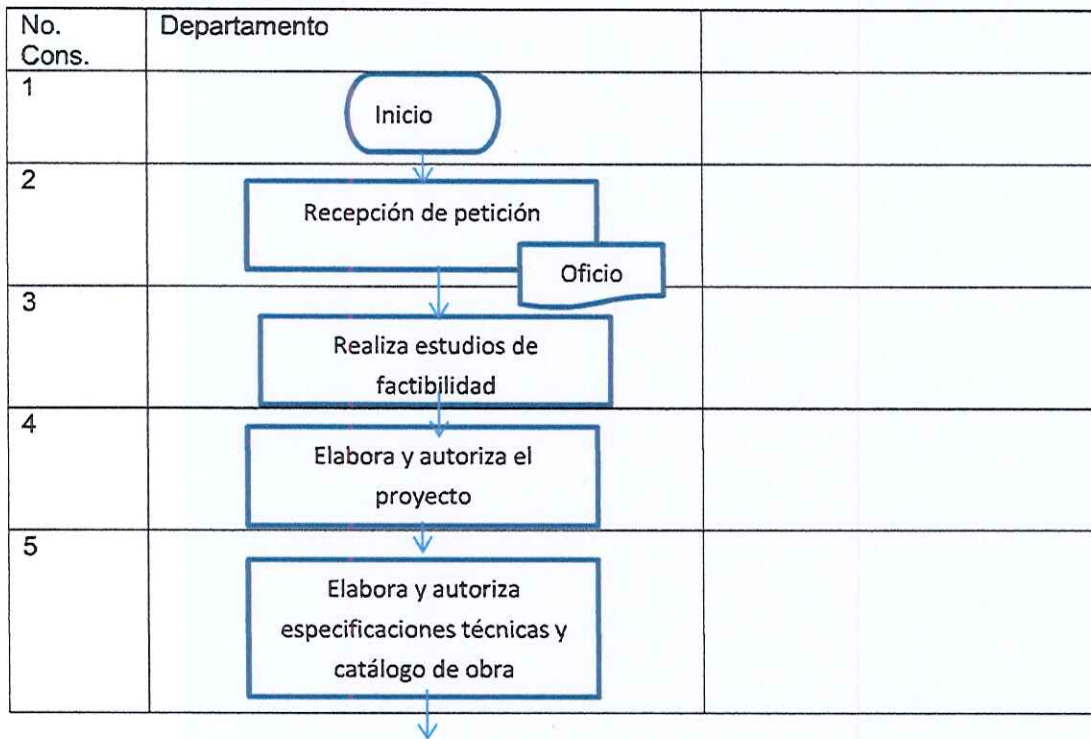 No.
Cons.
Departamento
1
Inicio
2
Recepción de petición
Oficio
3
Realiza estudios de
factibilidad
4
Elabora y autoriza el
proyecto
5
Elabora y autoriza
especificaciones técnicas y
catálogo de obra